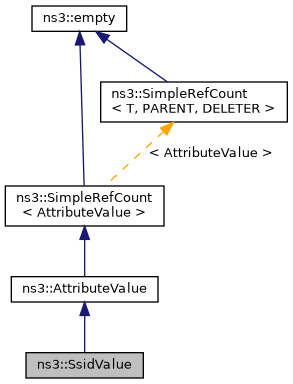 ns3::empty
ns3::SimpleRefCount
< T, PARENT, DELETER >
< AttributeValue >
ns3::SimpleRefCount
< AttributeValue >
ns3::AttributeValue
ns3::SsidValue